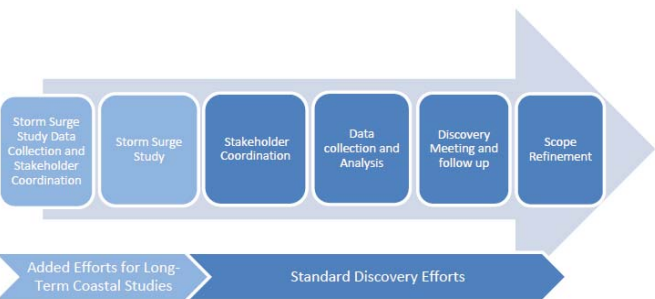 Storm Surge
Study Data
Collection and
Stakeholder
Coordination
Storm Surge
Study
Stakeholder
Coordination
Data
collection and
Analysis
Discovery
Meeting and
follow up
Scope
Refinement
Added Efforts for Long-
Term Coastal Studies
Standard Discovery Efforts